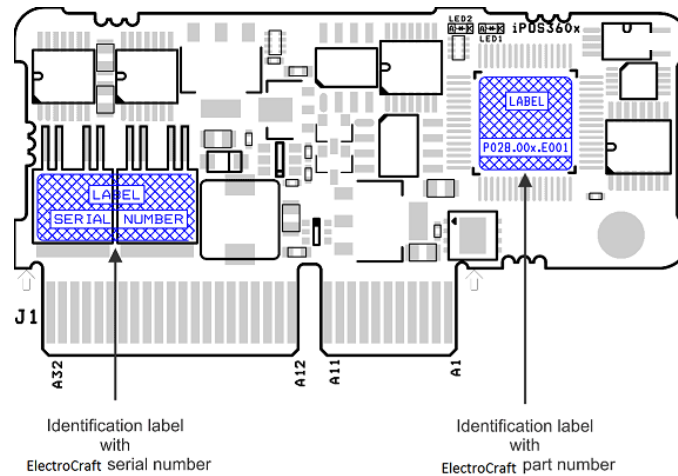 LED2
iPOS360x
LED1
LABEL
P028.00x.E001
LABEL
SERIAL NUMBER
J1
A32
A12
A11
A1
Identification label
with
ElectroCraft serial number
Identification label
with
ElectroCraft part number